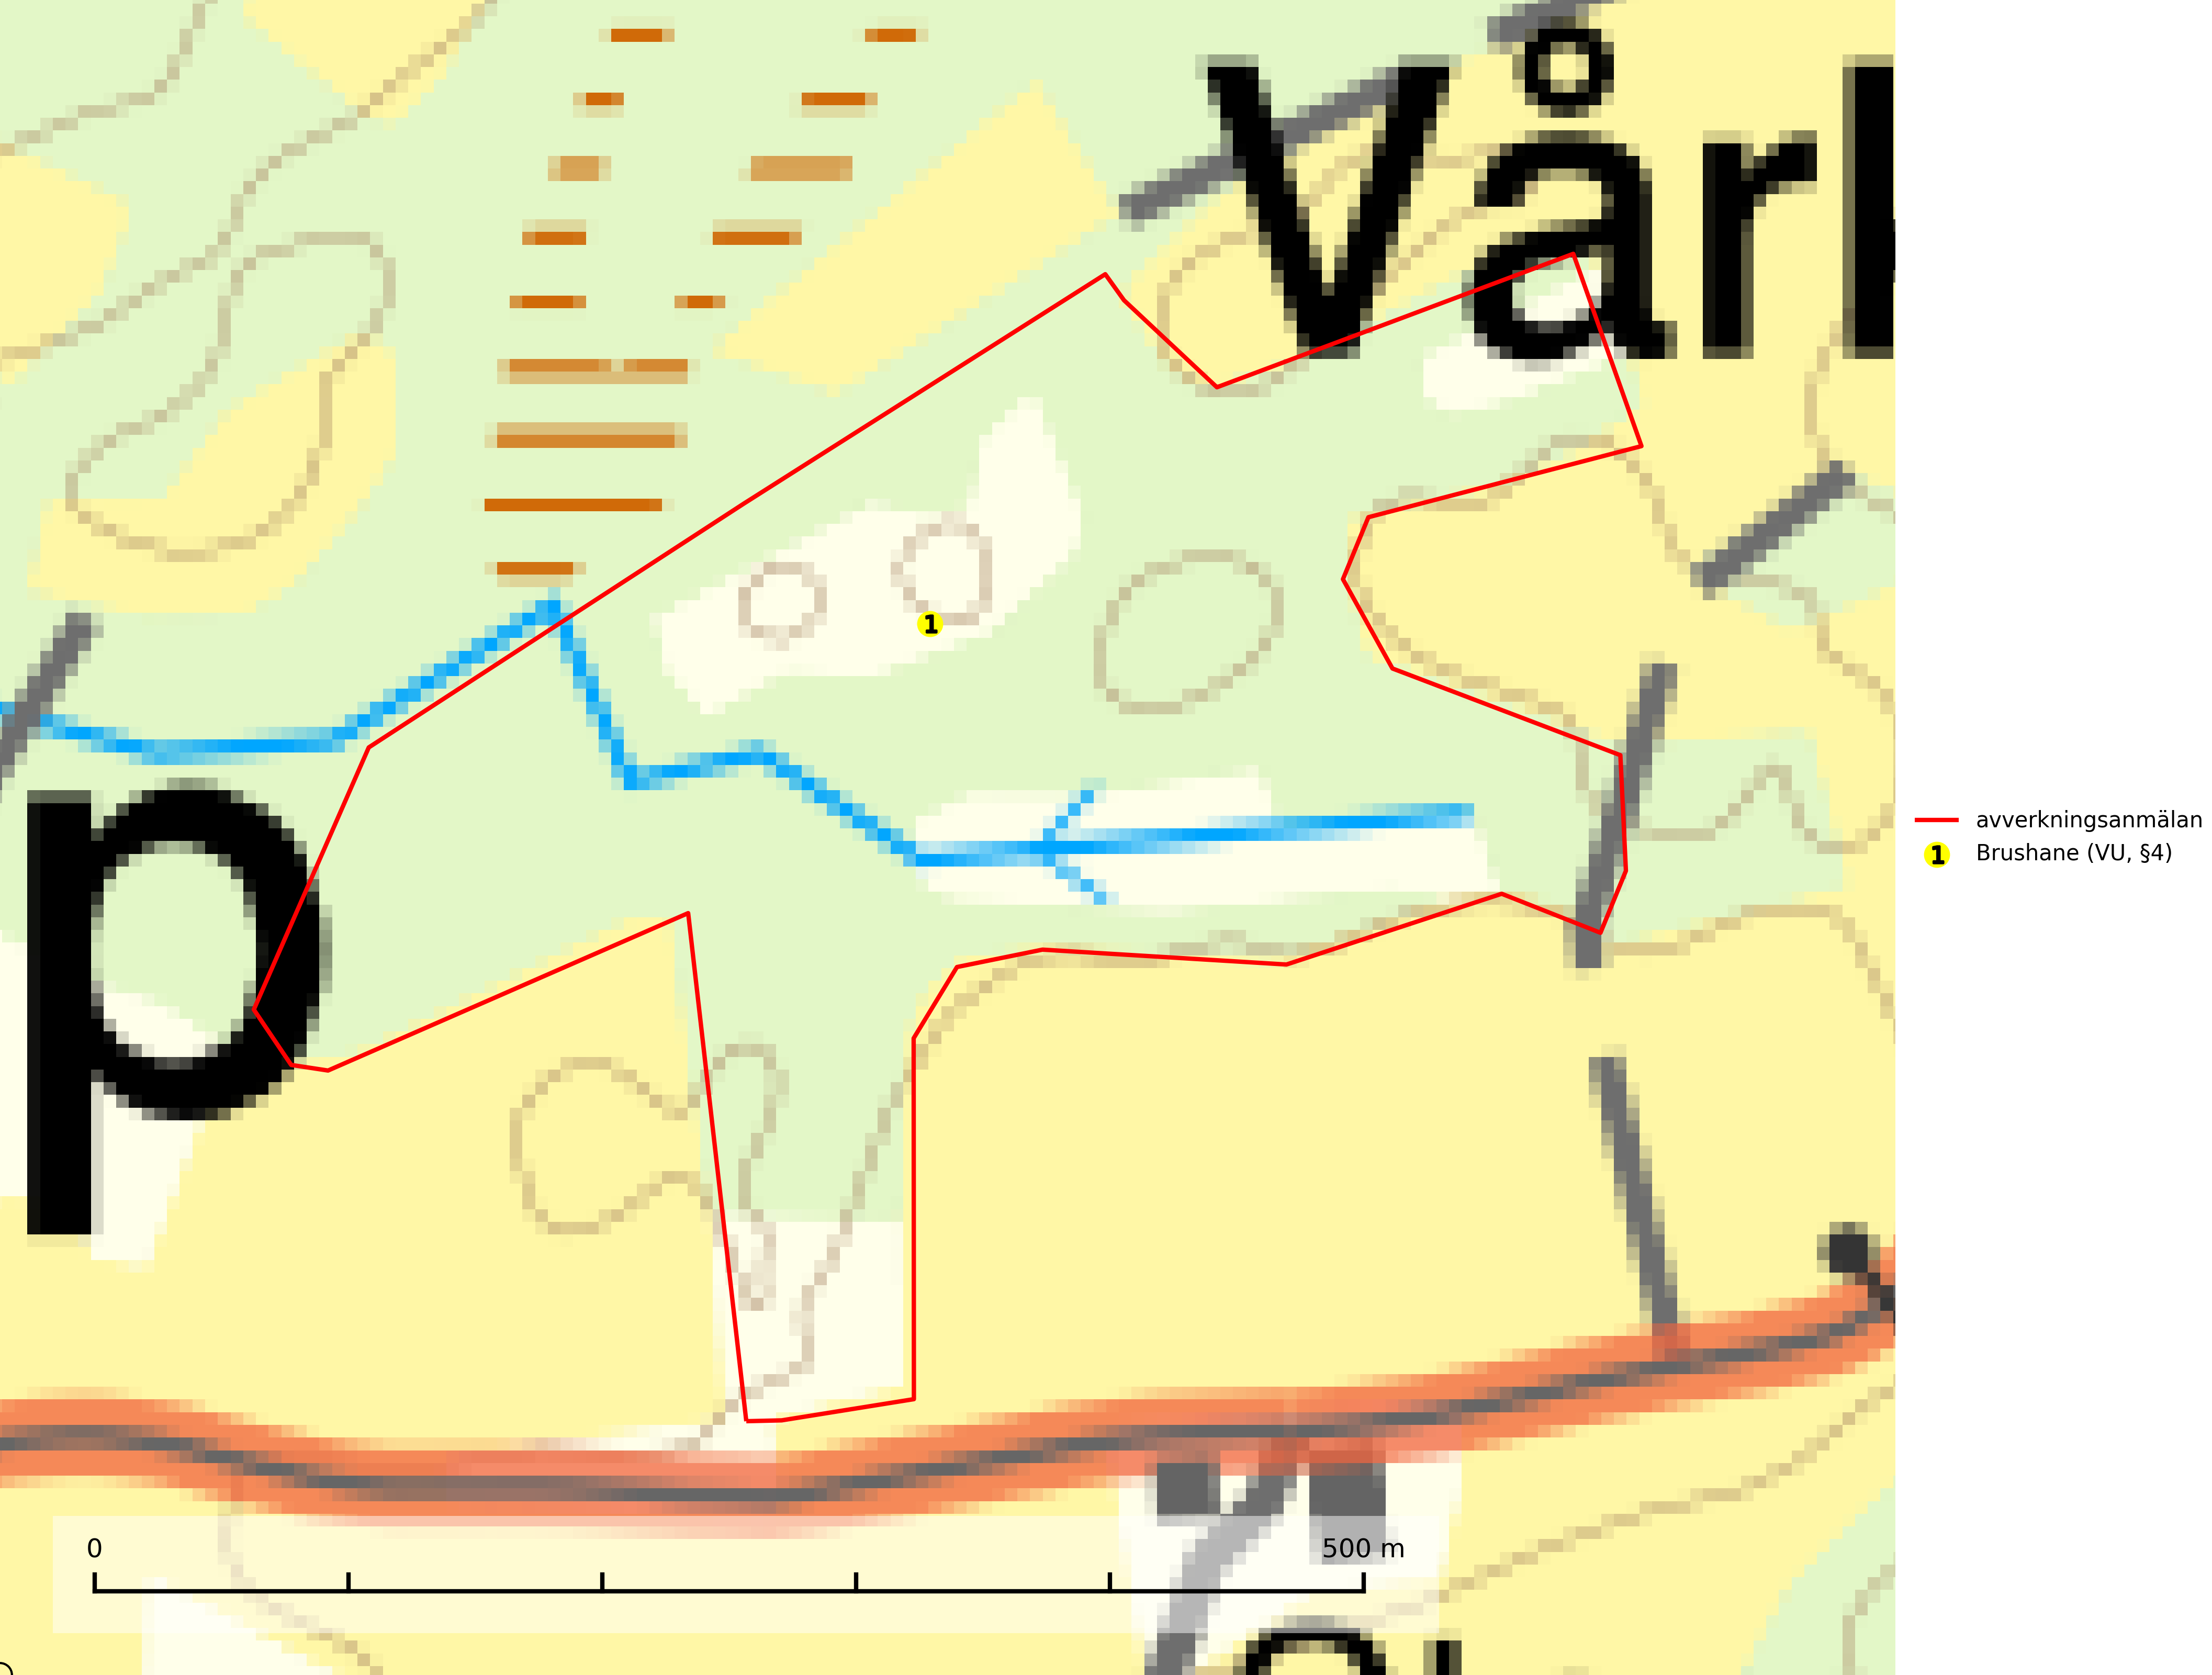 Vårl
p
1
avverkningsanmälan
1 Brushane (VU, §4)
0 500 m